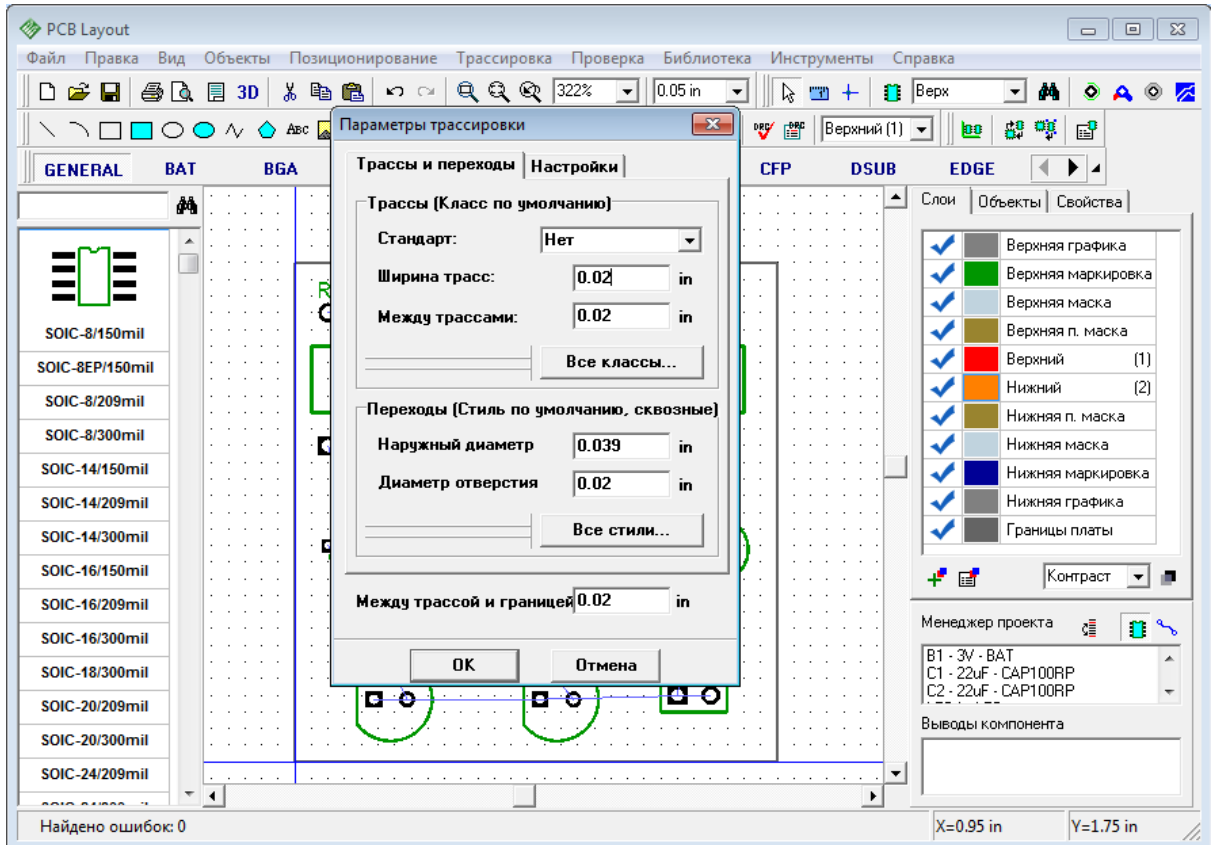 PCB Layout
Файл Правка Вид Объекты Позиционирование Трассировка Проверка Библиотека Инструменты Справка
3D 322% 0.05 in Верх
ABC DRC DRC Верхний (1)
GENERAL BAT BGA CFP DSUB EDGE
SOIC-8/150mil
SOIC-8EP/150mil
SOIC-8/209mil
SOIC-8/300mil
SOIC-14/150mil
SOIC-14/209mil
SOIC-14/300mil
SOIC-16/150mil
SOIC-16/209mil
SOIC-16/300mil
SOIC-18/300mil
SOIC-20/209mil
SOIC-20/300mil
SOIC-24/209mil
R
Параметры трассировки
Трассы и переходы Настройки
Трассы (Класс по умолчанию)
Стандарт: Нет
Ширина трасс: 0.02 in
Между трассами: 0.02 in
Все классы...
Переходы (Стиль по умолчанию, сквозные)
Наружный диаметр 0.039 in
Диаметр отверстия 0.02 in
Все стили...
Между трассой и границей 0.02 in
OK Отмена
Слои Объекты Свойства
Верхняя графика
Верхняя маркировка
Верхняя маска
Верхняя п. маска
Верхний (1)
Нижний (2)
Нижняя п. маска
Нижняя маска
Нижняя маркировка
Нижняя графика
Границы платы
Контраст
Менеджер проекта
B1 - 3V - BAT
C1 - 22uF - CAP100RP
C2 - 22uF - CAP100RP
Выводы компонента
Найдено ошибок: 0 X=0.95 in Y=1.75 in